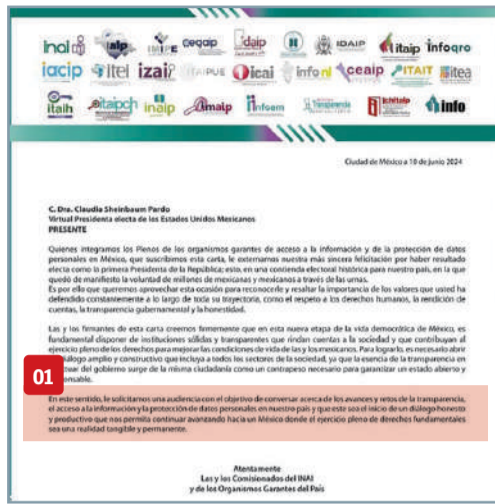 inai ialp IMIPE cegaip idaip IDAIP itaip infoqro
iacip itei izai ITAIPUE icai infonl ceaip ITAIT itea
itaih itaipch inaip Amaip infoem Transparencia Ichitaip info
Ciudad de México a 10 de junio 2024
C. Dra. Claudia Sheinbaum Pardo
Virtual Presidenta electa de los Estados Unidos Mexicanos
PRESENTE
Quienes integramos los Plenos de los organismos garantes de acceso a la información y de la protección de datos
personales en México, que suscribimos esta carta, le externamos nuestra más sincera felicitación por haber resultado
electa como la primera Presidenta de la República; esto, en una contienda electoral histórica para nuestro país, en la que
quedó de manifiesto la voluntad de millones de mexicanas y mexicanos a través de las urnas.
Es por ello que queremos aprovechar esta ocasión para reconocerle y resaltar la importancia de los valores que usted ha
defendido constantemente a lo largo de toda su trayectoria, como el respeto a los derechos humanos, la rendición de
cuentas, la transparencia gubernamental y la honestidad.
Las y los firmantes de esta carta creemos firmemente que en esta nueva etapa de la vida democrática de México, es
fundamental disponer de instituciones sólidas y transparentes que rindan cuentas a la sociedad y que contribuyan al
ejercicio pleno de los derechos para mejorar las condiciones de vida de las y los mexicanos. Para lograrlo, es necesario abrir
diálogo amplio y constructivo que incluya a todos los sectores de la sociedad, ya que la esencia de la transparencia en
actuar del gobierno surge de la misma ciudadanía como un contrapeso necesario para garantizar un estado abierto y
01
En este sentido, le solicitamos una audiencia con el objetivo de conversar acerca de los avances y retos de la transparencia,
el acceso a la información y la protección de datos personales en nuestro país y que este sea el inicio de un diálogo honesto
y productivo que nos permita continuar avanzando hacia un México donde el ejercicio pleno de derechos fundamentales
sea una realidad tangible y permanente.
Atentamente
Las y los Comisionados del INAI
y de los Organismos Garantes del País